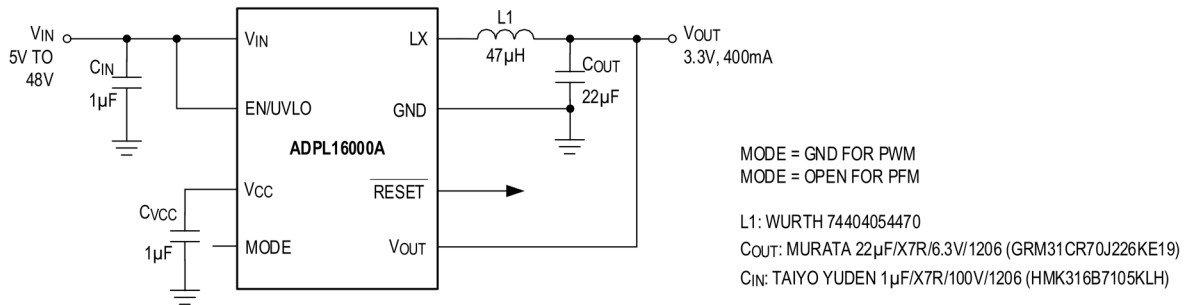 VIN
5V TO
48V
CIN
1µF
VIN
EN/UVLO
ADPL16000A
VCC
CVCC
1µF
MODE
LX
GND
RESET
VOUT
L1
47µH
COUT
22µF
VOUT
3.3V, 400mA
MODE = GND FOR PWM
MODE = OPEN FOR PFM
L1: WURTH 74404054470
COUT: MURATA 22µF/X7R/6.3V/1206 (GRM31CR70J226KE19)
CIN: TAIYO YUDEN 1µF/X7R/100V/1206 (HMK316B7105KLH)